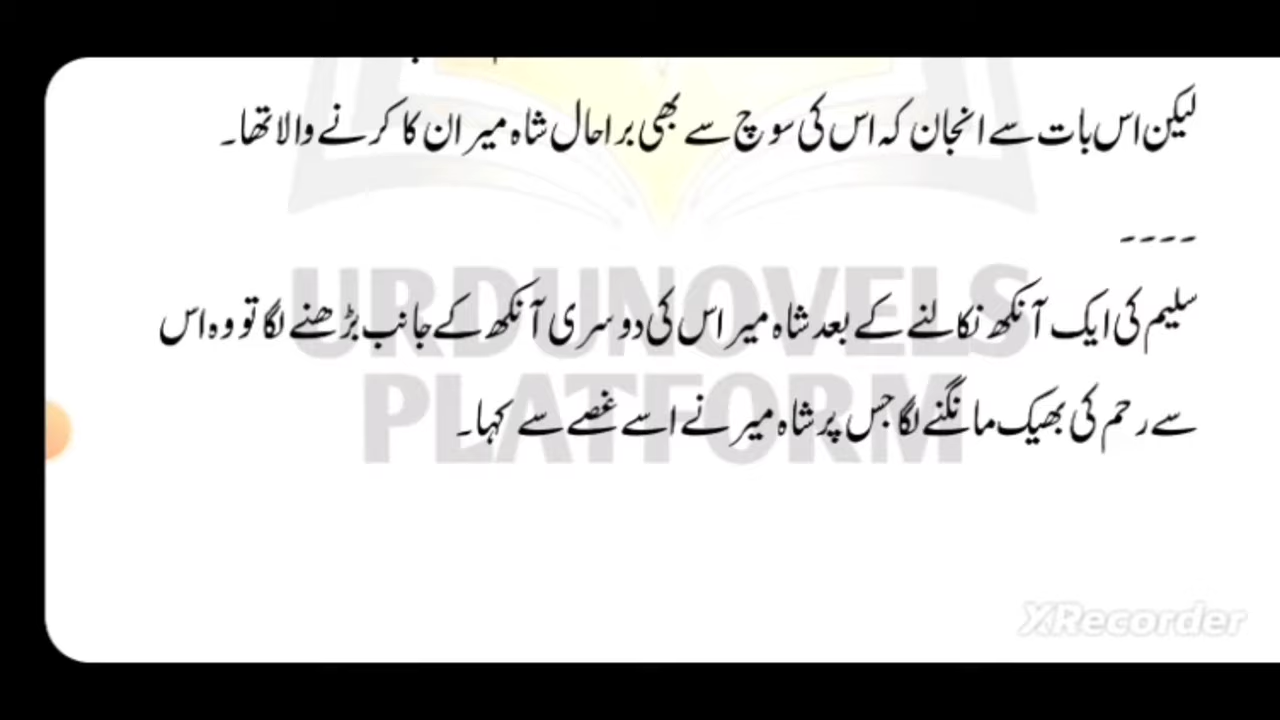 لیکن اس بات سے انجان کہ اس کی سوچ سے بھی برا حال شاہ میر ان کا کرنے والا تھا۔
----
سلیم کی ایک آنکھ نکالنے کے بعد شاہ میر اس کی دوسری آنکھ کے جانب بڑھنے لگا تو وہ اس
سے رحم کی بھیک مانگنے لگا جس پر شاہ میر نے اسے غصے سے کہا۔
URDUNOVELS
PLATFORM
XRecorder